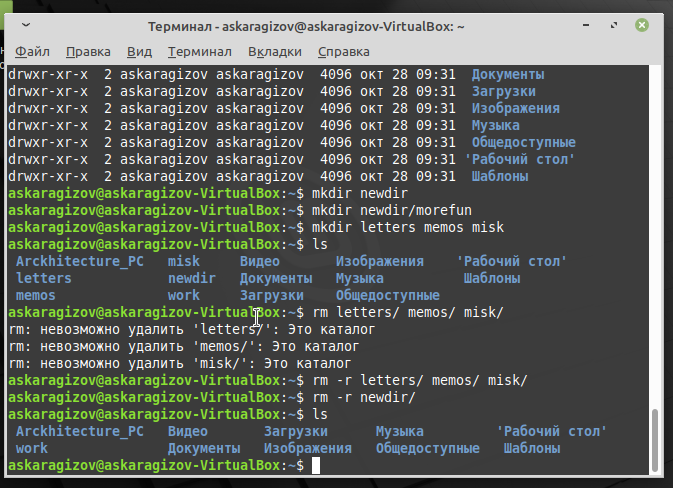 Терминал - askaragizov@askaragizov-VirtualBox: ~
Файл Правка Вид Терминал Вкладки Справка
drwxr-xr-x 2 askaragizov askaragizov 4096 окт 28 09:31 Документы
drwxr-xr-x 2 askaragizov askaragizov 4096 окт 28 09:31 Загрузки
drwxr-xr-x 2 askaragizov askaragizov 4096 окт 28 09:31 Изображения
drwxr-xr-x 2 askaragizov askaragizov 4096 окт 28 09:31 Музыка
drwxr-xr-x 2 askaragizov askaragizov 4096 окт 28 09:31 Общедоступные
drwxr-xr-x 2 askaragizov askaragizov 4096 окт 28 09:31 'Рабочий стол'
drwxr-xr-x 2 askaragizov askaragizov 4096 окт 28 09:31 Шаблоны
askaragizov@askaragizov-VirtualBox:~$ mkdir newdir
askaragizov@askaragizov-VirtualBox:~$ mkdir newdir/morefun
askaragizov@askaragizov-VirtualBox:~$ mkdir letters memos misk
askaragizov@askaragizov-VirtualBox:~$ ls
Arckhitecture_PC misk Видео Изображения 'Рабочий стол'
letters newdir Документы Музыка Шаблоны
memos work Загрузки Общедоступные
askaragizov@askaragizov-VirtualBox:~$ rm letters/ memos/ misk/
rm: невозможно удалить 'letters/': Это каталог
rm: невозможно удалить 'memos/': Это каталог
rm: невозможно удалить 'misk/': Это каталог
askaragizov@askaragizov-VirtualBox:~$ rm -r letters/ memos/ misk/
askaragizov@askaragizov-VirtualBox:~$ rm -r newdir/
askaragizov@askaragizov-VirtualBox:~$ ls
Arckhitecture_PC Видео Загрузки Музыка 'Рабочий стол'
work Документы Изображения Общедоступные Шаблоны
askaragizov@askaragizov-VirtualBox:~$